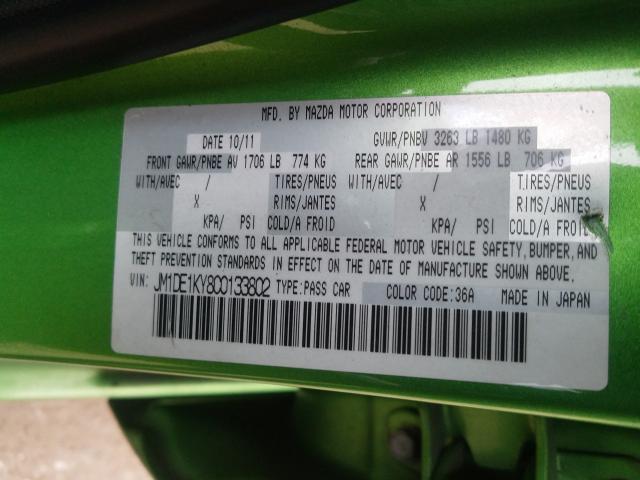 MFD. BY MAZDA MOTOR CORPORATION
DATE 10/11 GVWR/PNBV 3263 LB 1480 KG
FRONT GAWR/PNBE AV 1706 LB 774 KG REAR GAWR/PNBE AR 1556 LB 706 KG
WITH/AVEC / TIRES/PNEUS WITH/AVEC / TIRES/PNEUS
X RIMS/JANTES X RIMS/JANTES
KPA/ PSI COLD/A FROID KPA/ PSI COLD/A FROID
THIS VEHICLE CONFORMS TO ALL APPLICABLE FEDERAL MOTOR VEHICLE SAFETY, BUMPER, AND
THEFT PREVENTION STANDARDS IN EFFECT ON THE DATE OF MANUFACTURE SHOWN ABOVE.
VIN: JM1DE1KY8C0133802 TYPE:PASS CAR COLOR CODE:36A MADE IN JAPAN